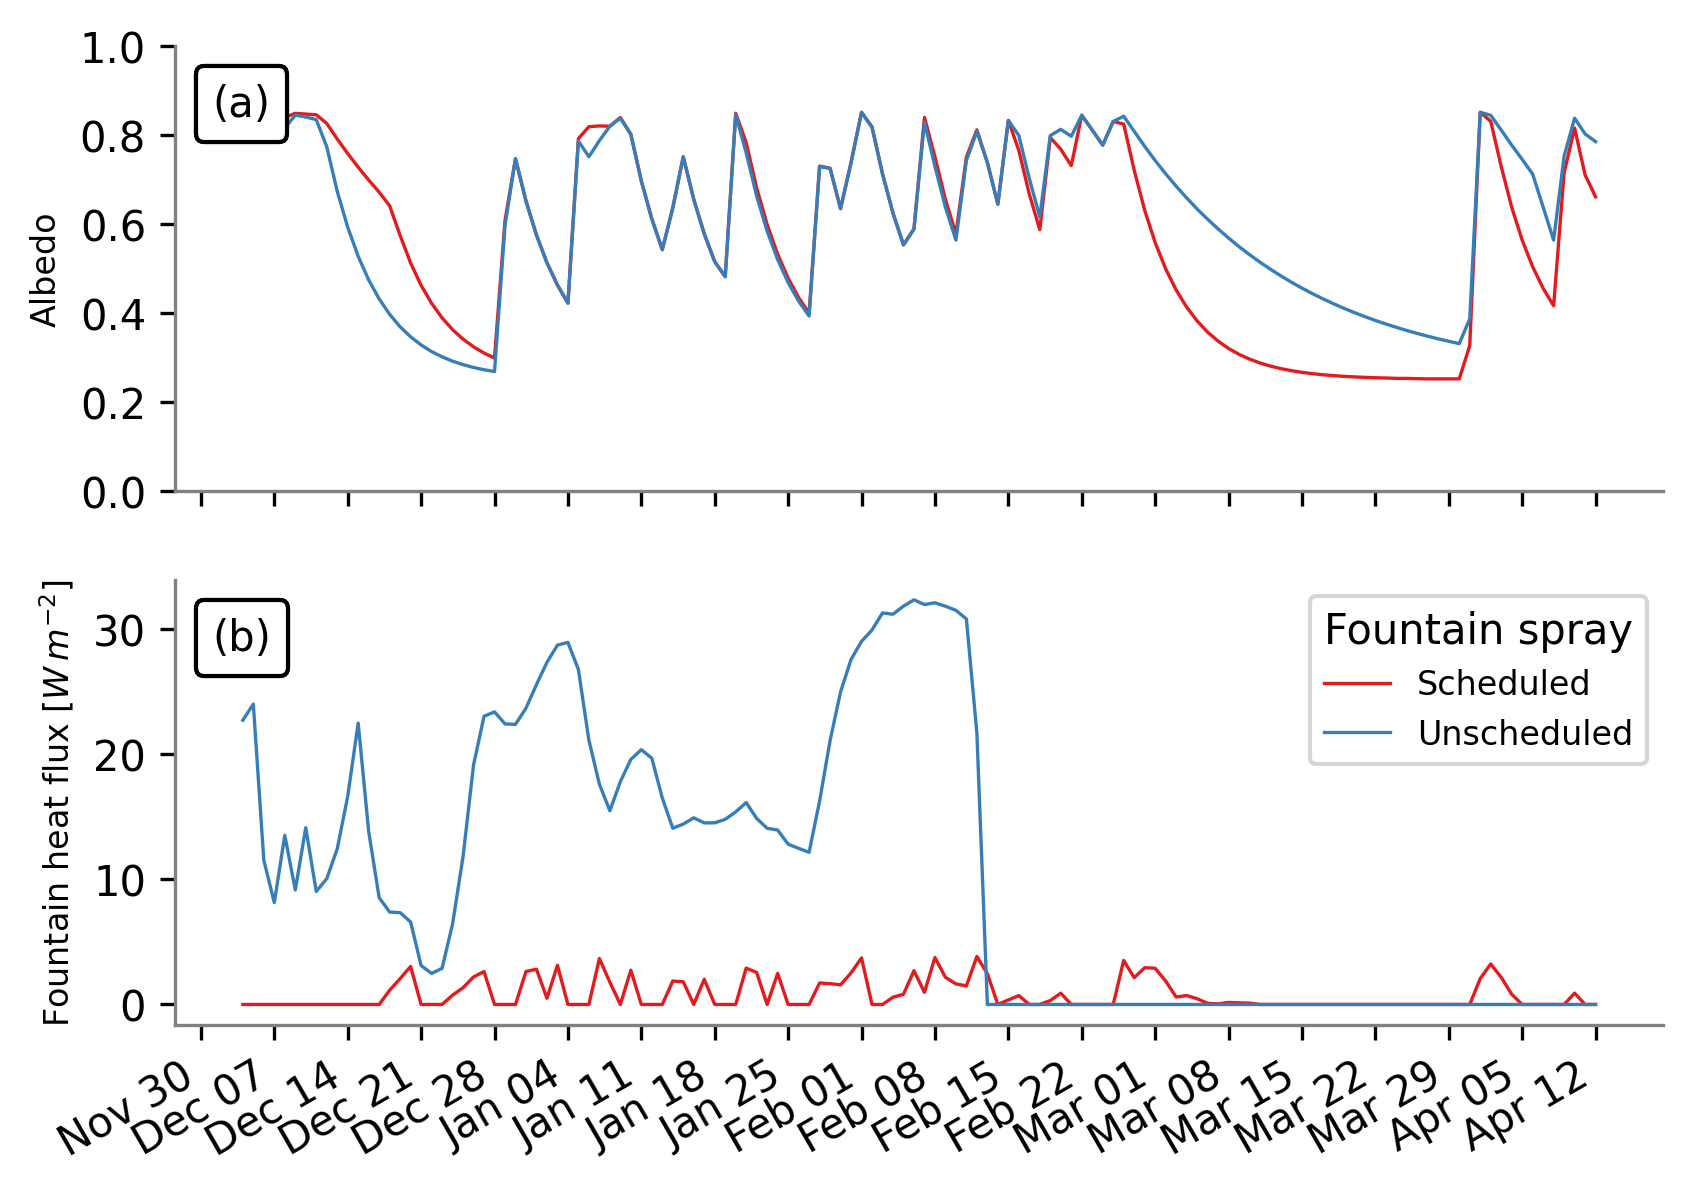 1.0
0.8
0.6
0.4
0.2
0.0
Albedo
(a)
Fountain heat flux [W m⁻²]
30
20
10
0
(b)
Fountain spray
Scheduled
Unscheduled
Nov 30
Dec 07
Dec 14
Dec 21
Dec 28
Jan 04
Jan 11
Jan 18
Jan 25
Feb 01
Feb 08
Feb 15
Feb 22
Mar 01
Mar 08
Mar 15
Mar 22
Mar 29
Apr 05
Apr 12